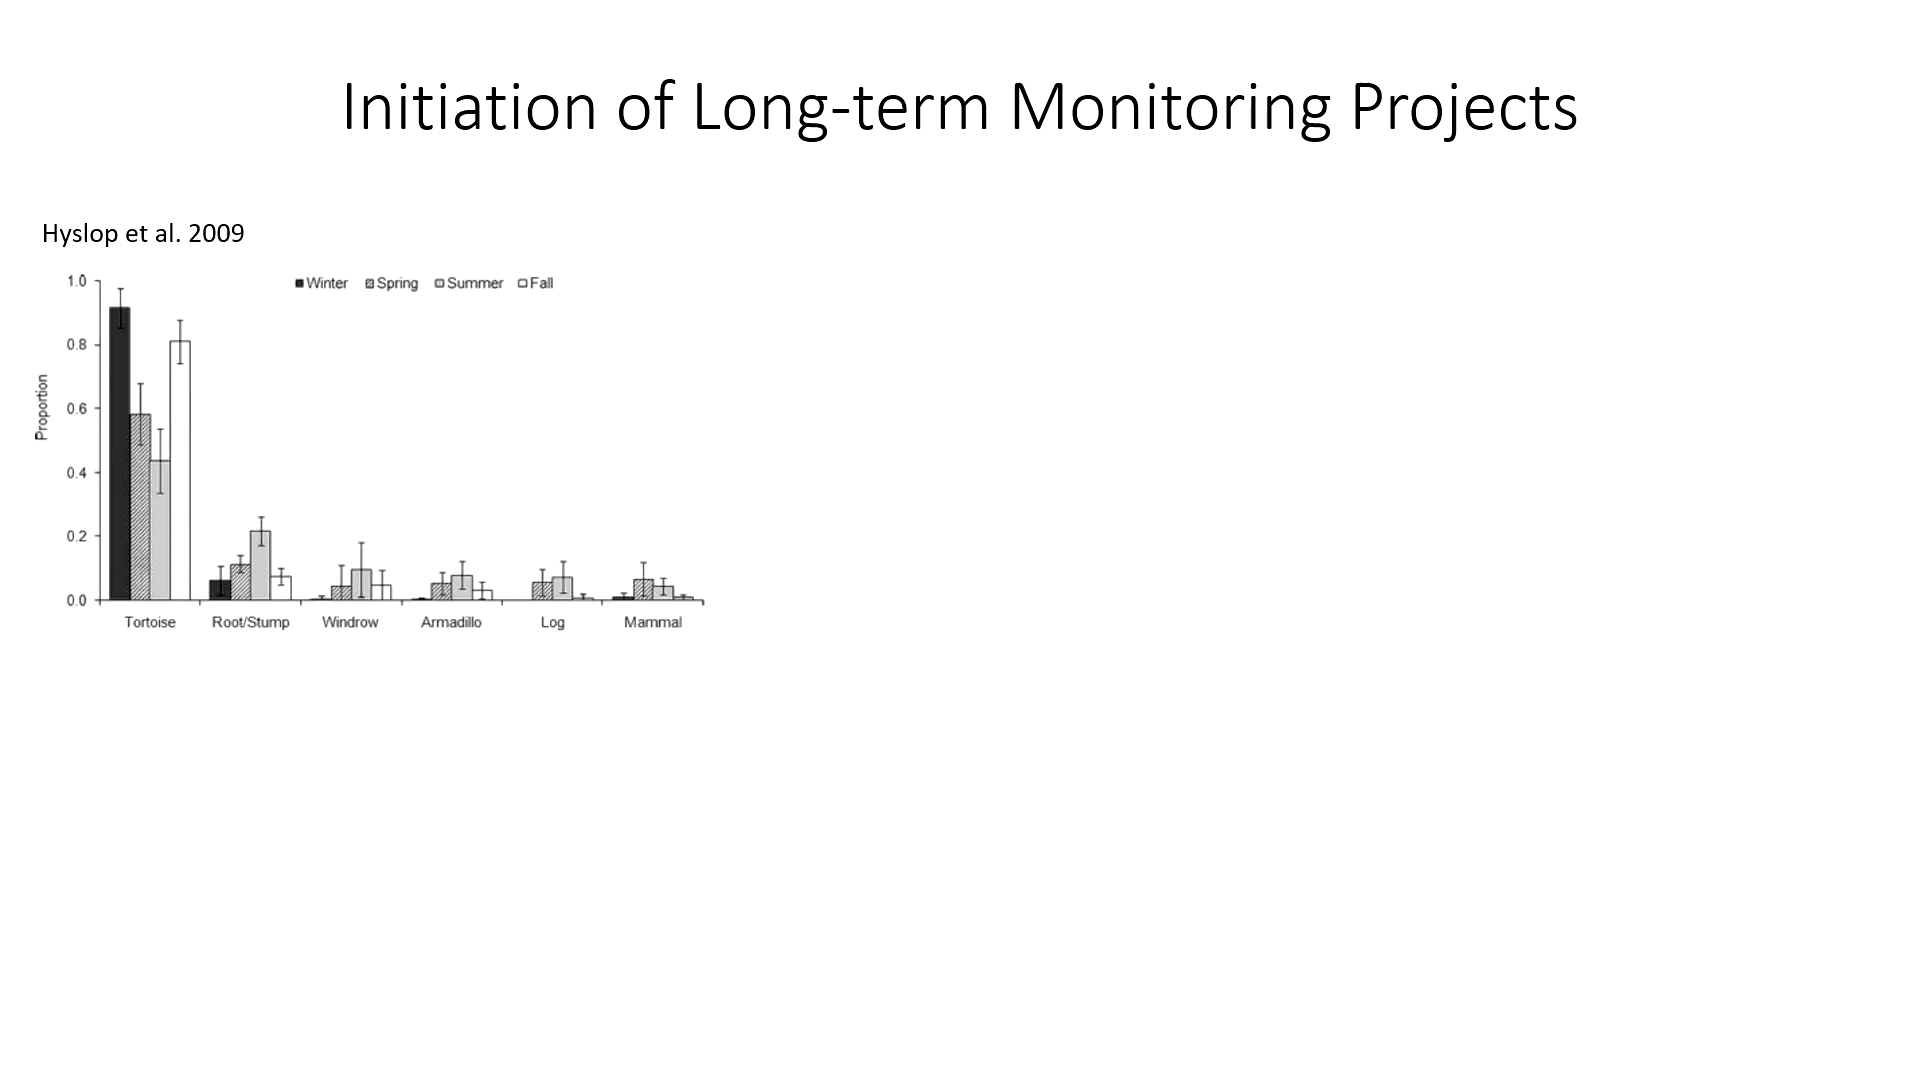 Initiation of Long-term Monitoring Projects
Hyslop et al. 2009
Winter Spring Summer Fall
1.0
0.8
0.6
0.4
0.2
0.0
Proportion
Tortoise Root/Stump Windrow Armadillo Log Mammal